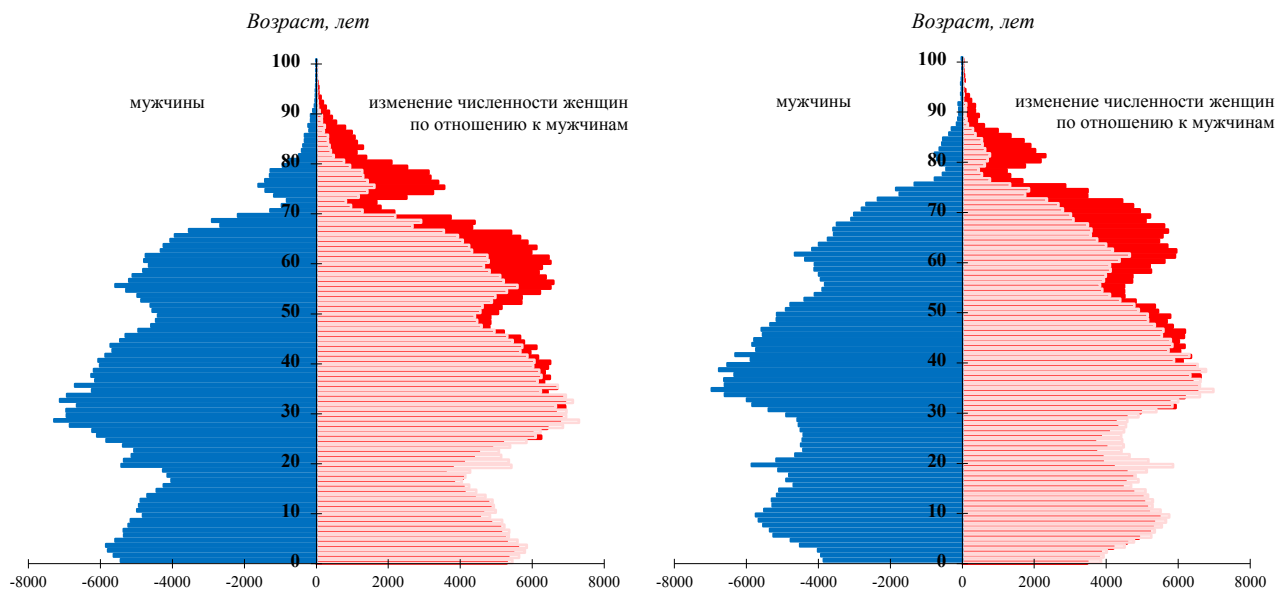 Возраст, лет
100
90
80
70
60
50
40
30
20
10
0
мужчины
изменение численности женщин
по отношению к мужчинам
-8000 -6000 -4000 -2000 0 2000 4000 6000 8000
Возраст, лет
100
90
80
70
60
50
40
30
20
10
0
мужчины
изменение численности женщин
по отношению к мужчинам
-8000 -6000 -4000 -2000 0 2000 4000 6000 8000